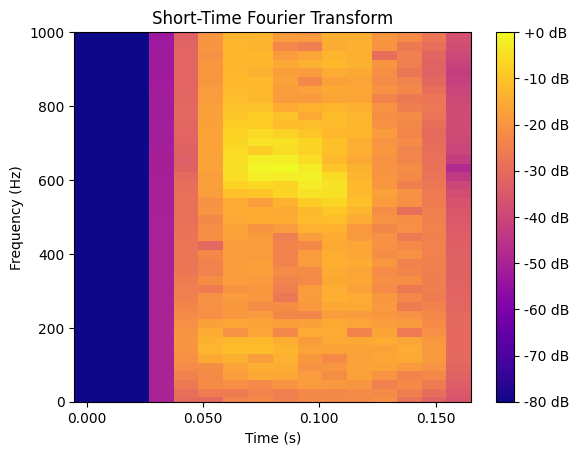 Short-Time Fourier Transform
1000
800
600
400
200
0
Frequency (Hz)
0.000
0.050
0.100
0.150
Time (s)
+0 dB
-10 dB
-20 dB
-30 dB
-40 dB
-50 dB
-60 dB
-70 dB
-80 dB